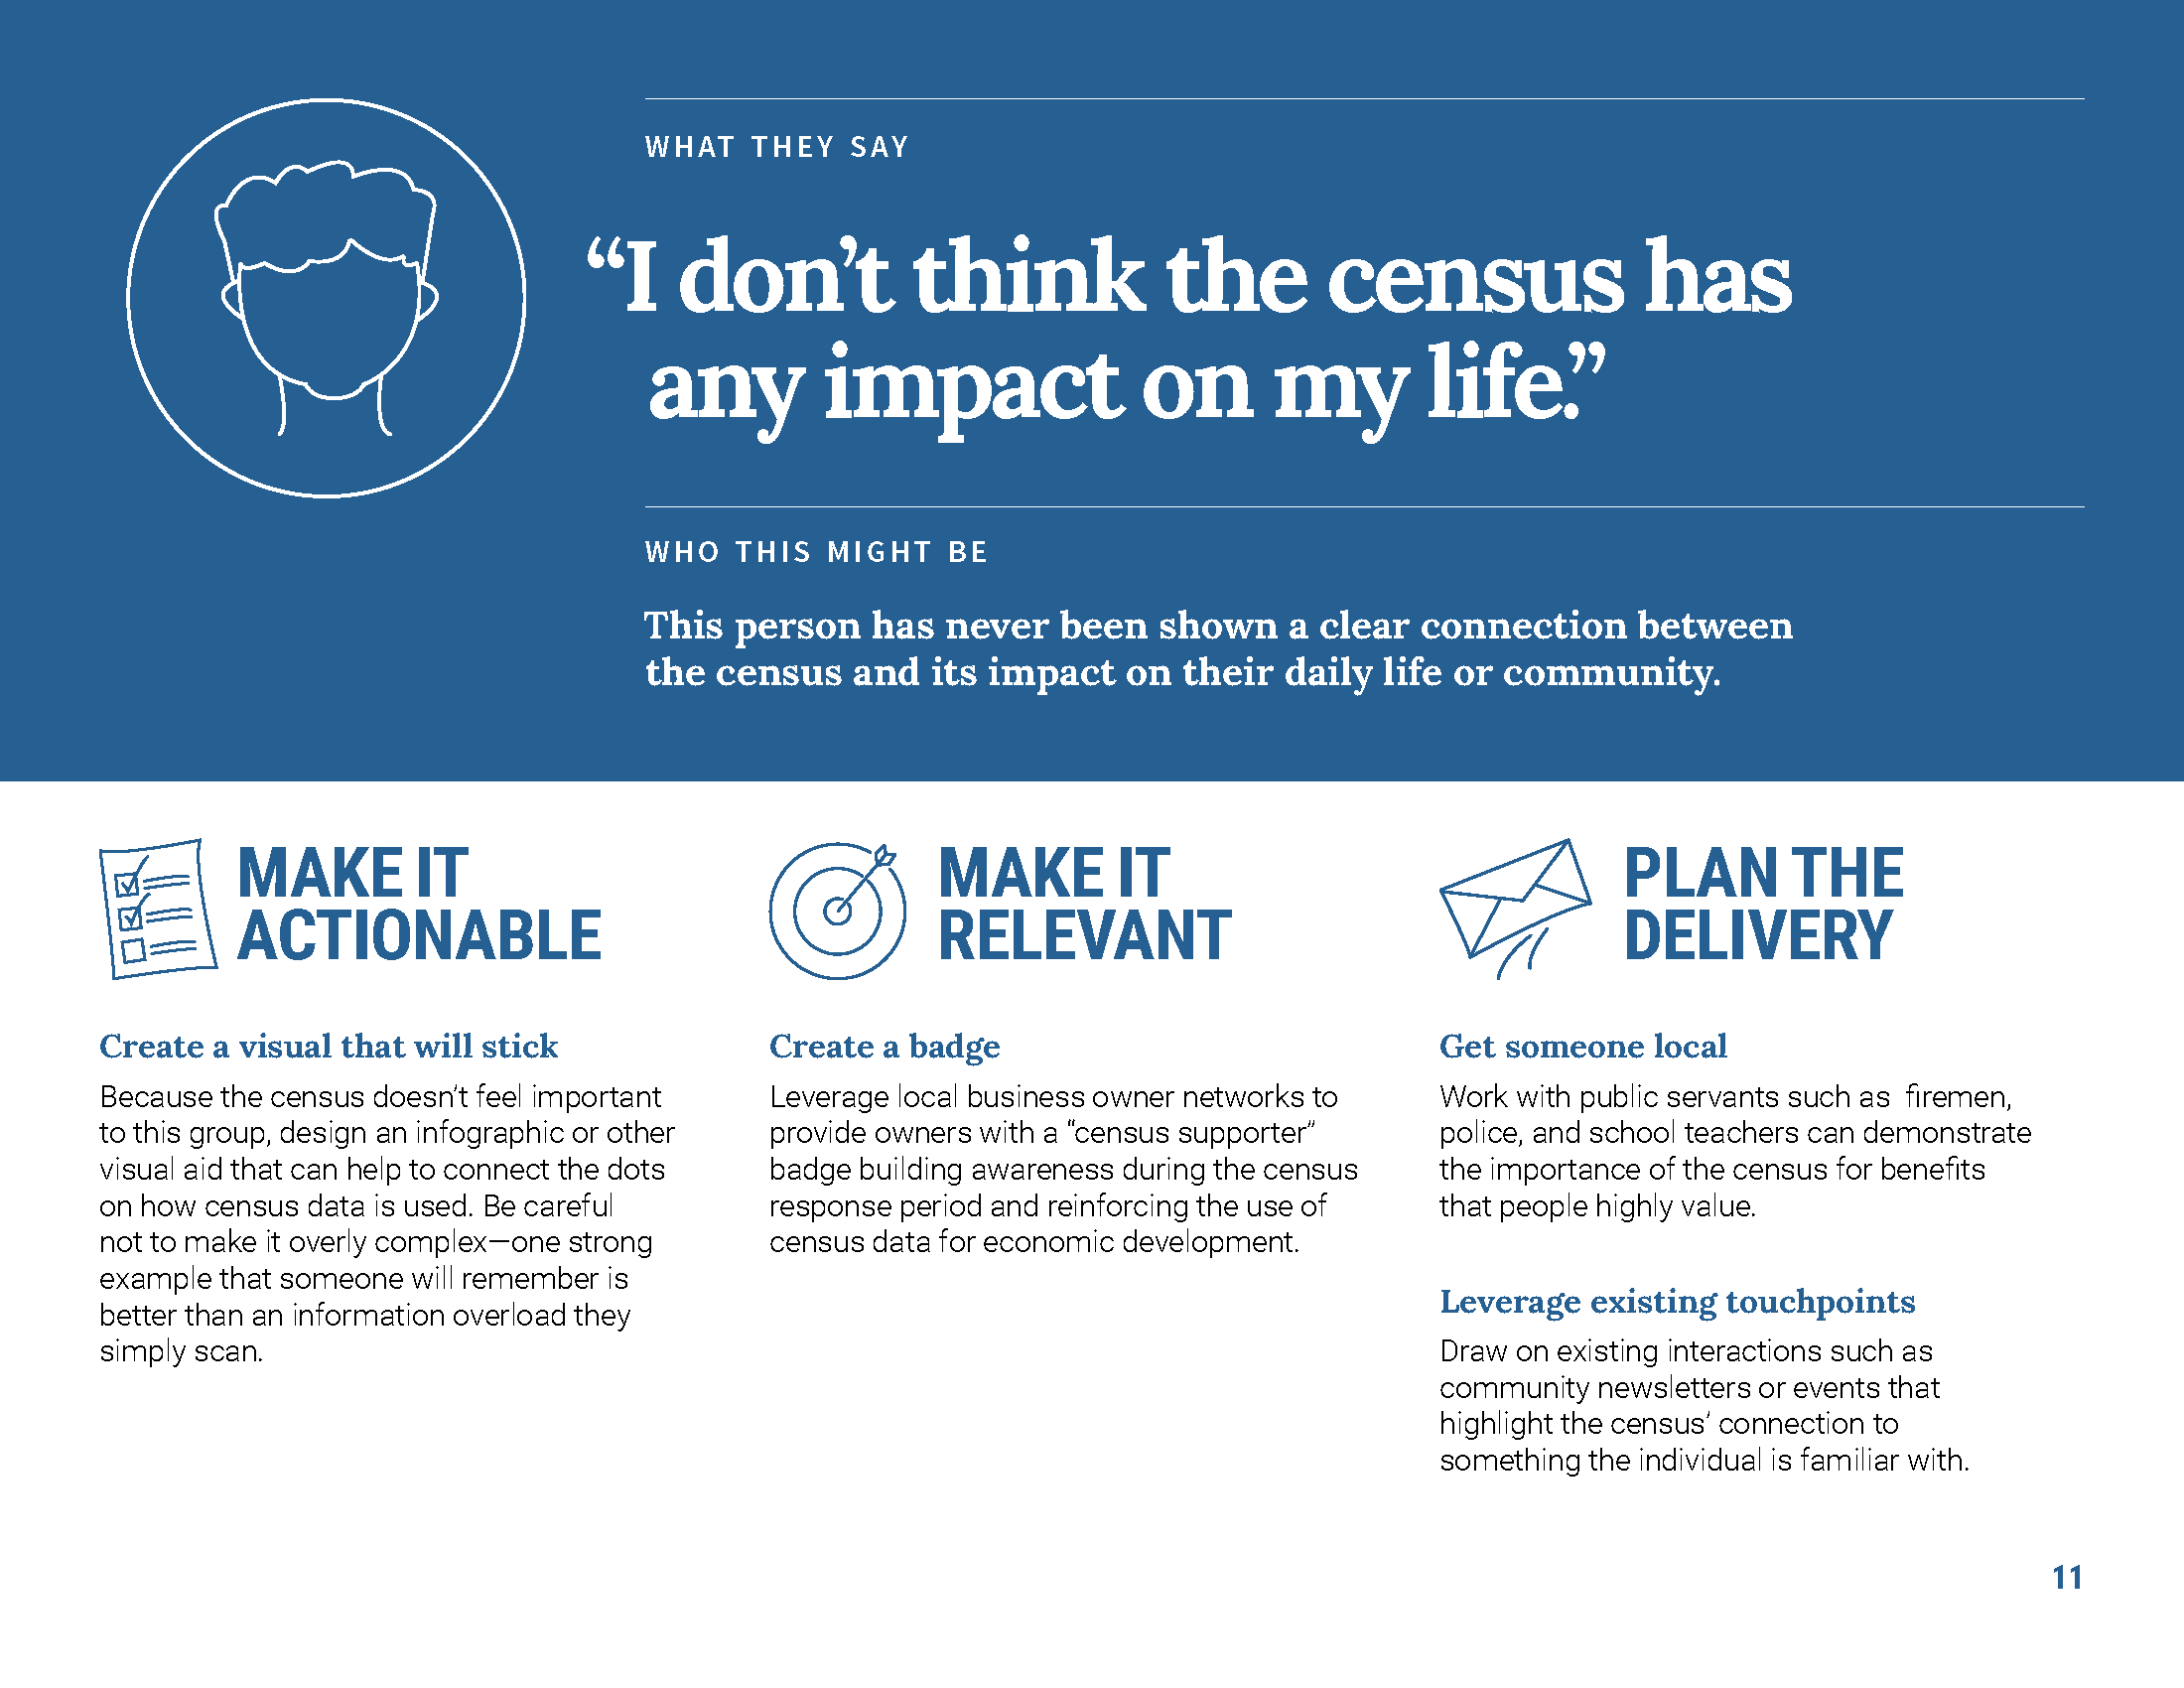 WHAT THEY SAY
“I don’t think the census has
any impact on my life.”
WHO THIS MIGHT BE
This person has never been shown a clear connection between
the census and its impact on their daily life or community.
MAKE IT
ACTIONABLE
Create a visual that will stick
Because the census doesn’t feel important
to this group, design an infographic or other
visual aid that can help to connect the dots
on how census data is used. Be careful
not to make it overly complex—one strong
example that someone will remember is
better than an information overload they
simply scan.
MAKE IT
RELEVANT
Create a badge
Leverage local business owner networks to
provide owners with a “census supporter”
badge building awareness during the census
response period and reinforcing the use of
census data for economic development.
PLAN THE
DELIVERY
Get someone local
Work with public servants such as  firemen,
police, and school teachers can demonstrate
the importance of the census for benefits
that people highly value.
Leverage existing touchpoints
Draw on existing interactions such as
community newsletters or events that
highlight the census’ connection to
something the individual is familiar with.
11